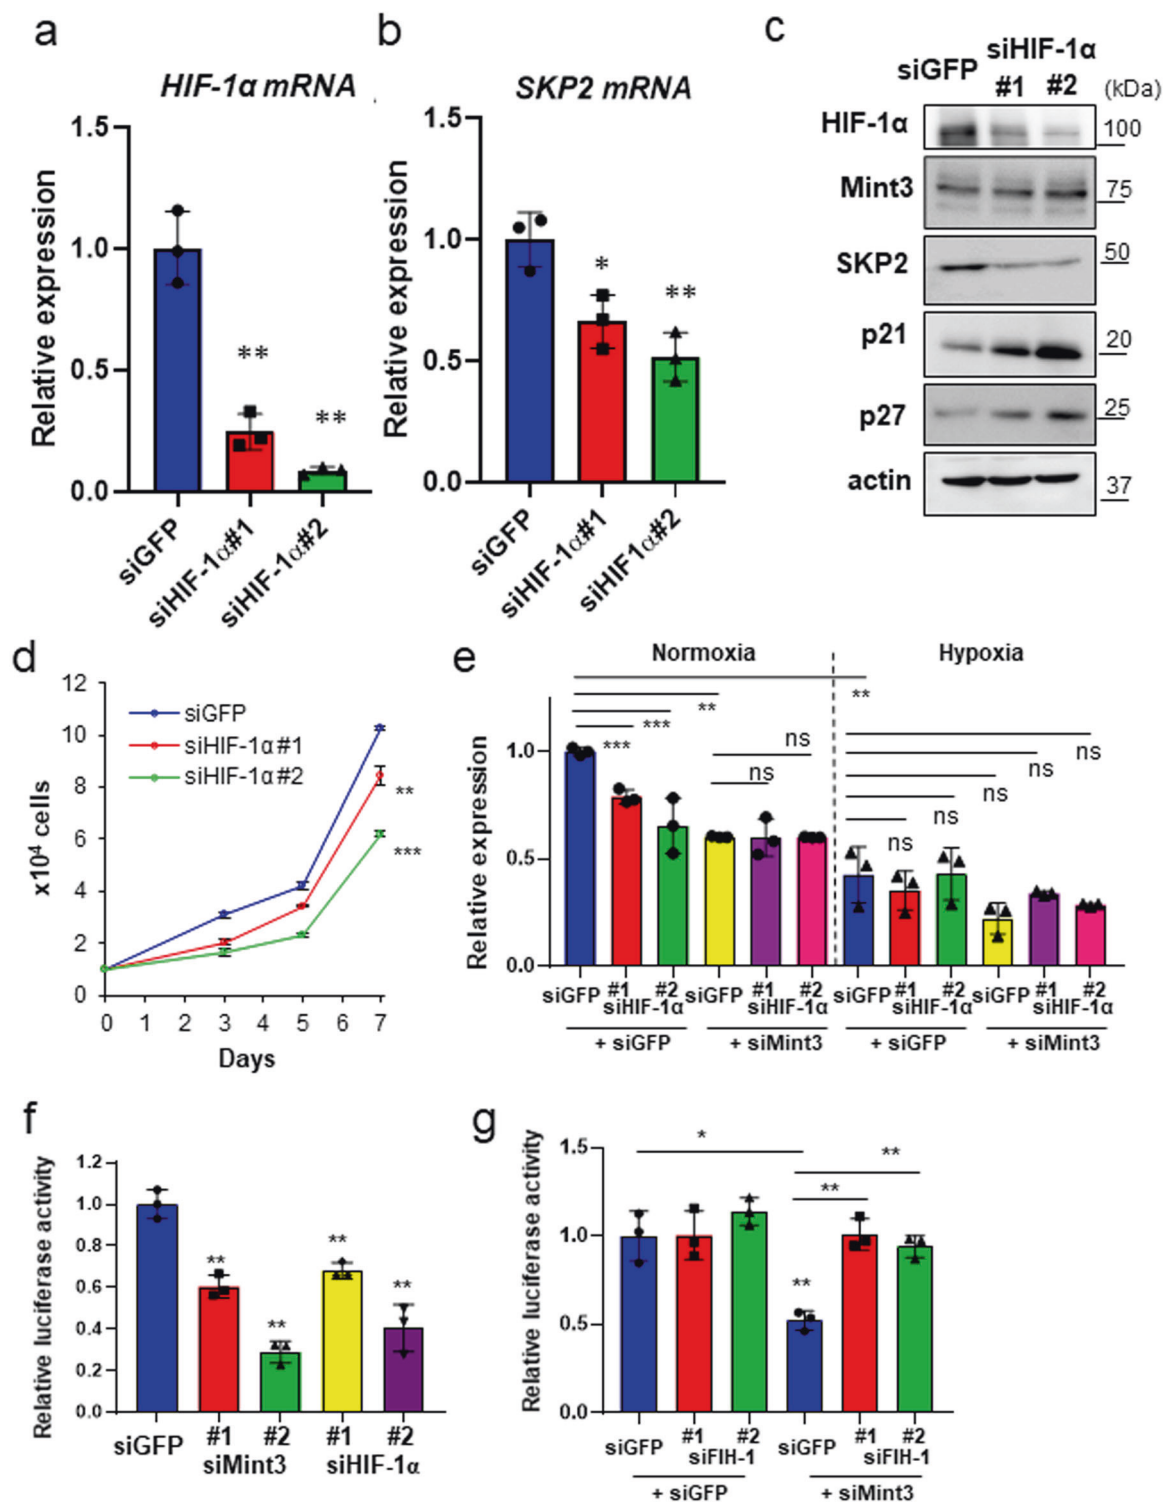 a
HIF-1α mRNA
Relative expression
1.5
1.0
0.5
0.0
**
**
siGFP
siHIF-1α#1
siHIF-1α#2
b
SKP2 mRNA
Relative expression
1.5
1.0
0.5
0.0
*
**
siGFP
siHIF-1α#1
siHIF1α#2
c
siGFP
siHIF-1α
#1 #2
(kDa)
HIF-1α 100
Mint3 75
SKP2 50
p21 20
p27 25
actin 37
d
x10⁴ cells
12
10
8
6
4
2
0
siGFP
siHIF-1α#1
siHIF-1α#2
**
***
0 1 2 3 4 5 6 7
Days
e
Normoxia Hypoxia
Relative expression
1.0
0.5
0.0
**
**
***
***
ns
ns
ns
ns
ns
ns
ns
siGFP #1 #2 siGFP #1 #2 siGFP #1 #2 siGFP #1 #2
siHIF-1α siHIF-1α siHIF-1α siHIF-1α
+ siGFP + siMint3 + siGFP + siMint3
f
Relative luciferase activity
1.2
1.0
0.8
0.6
0.4
0.2
0.0
**
**
**
**
siGFP #1 #2 #1 #2
siMint3 siHIF-1α
g
Relative luciferase activity
1.5
1.0
0.5
0.0
*
**
**
**
siGFP #1 #2 siGFP #1 #2
siFIH-1 siFIH-1
+ siGFP + siMint3